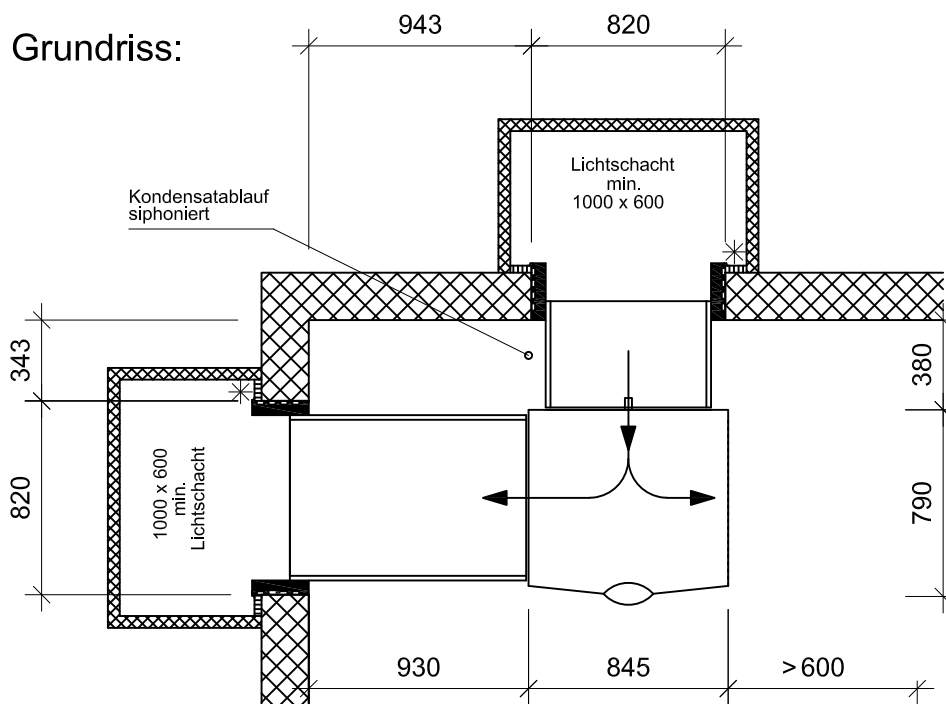 943
820
Grundriss:
Lichtschacht
min.
1000 x 600
Kondensatablauf
siphoniert
343
380
820
1000 x 600
min.
Lichtschacht
790
930
845
>600